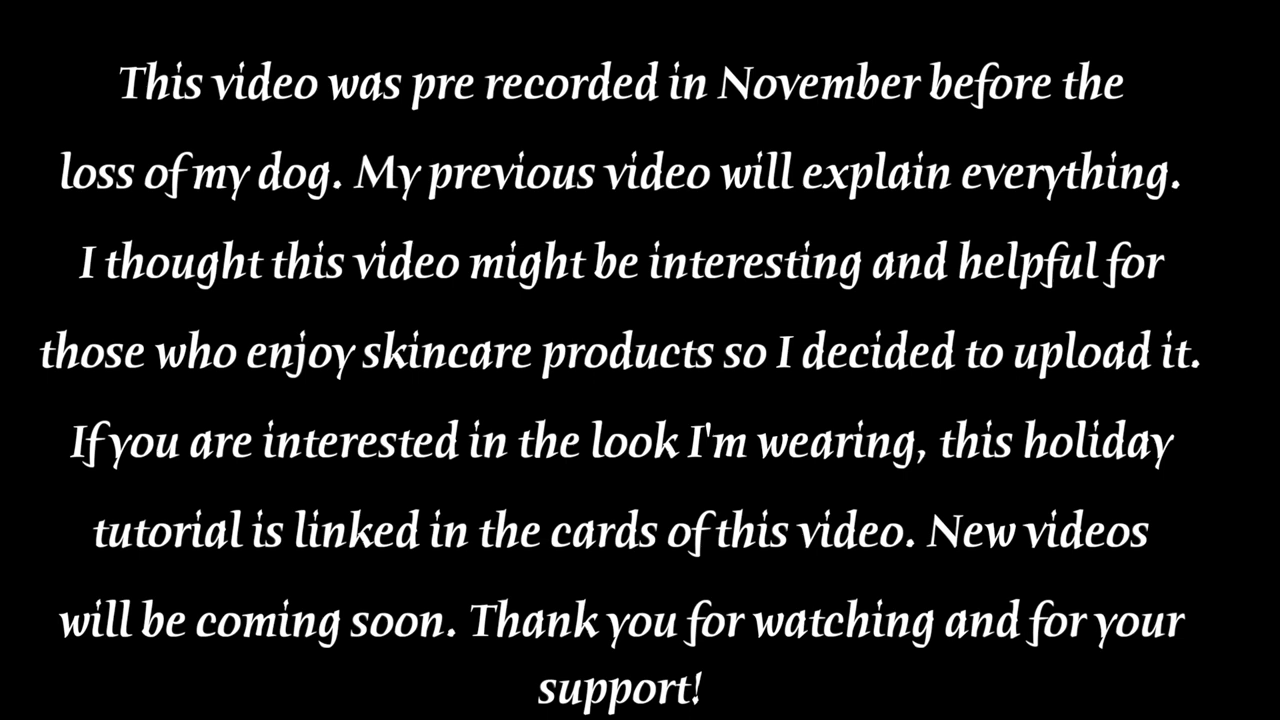 This video was pre recorded in November before the
loss of my dog. My previous video will explain everything.
I thought this video might be interesting and helpful for
those who enjoy skincare products so I decided to upload it.
If you are interested in the look I'm wearing, this holiday
tutorial is linked in the cards of this video. New videos
will be coming soon. Thank you for watching and for your
support!